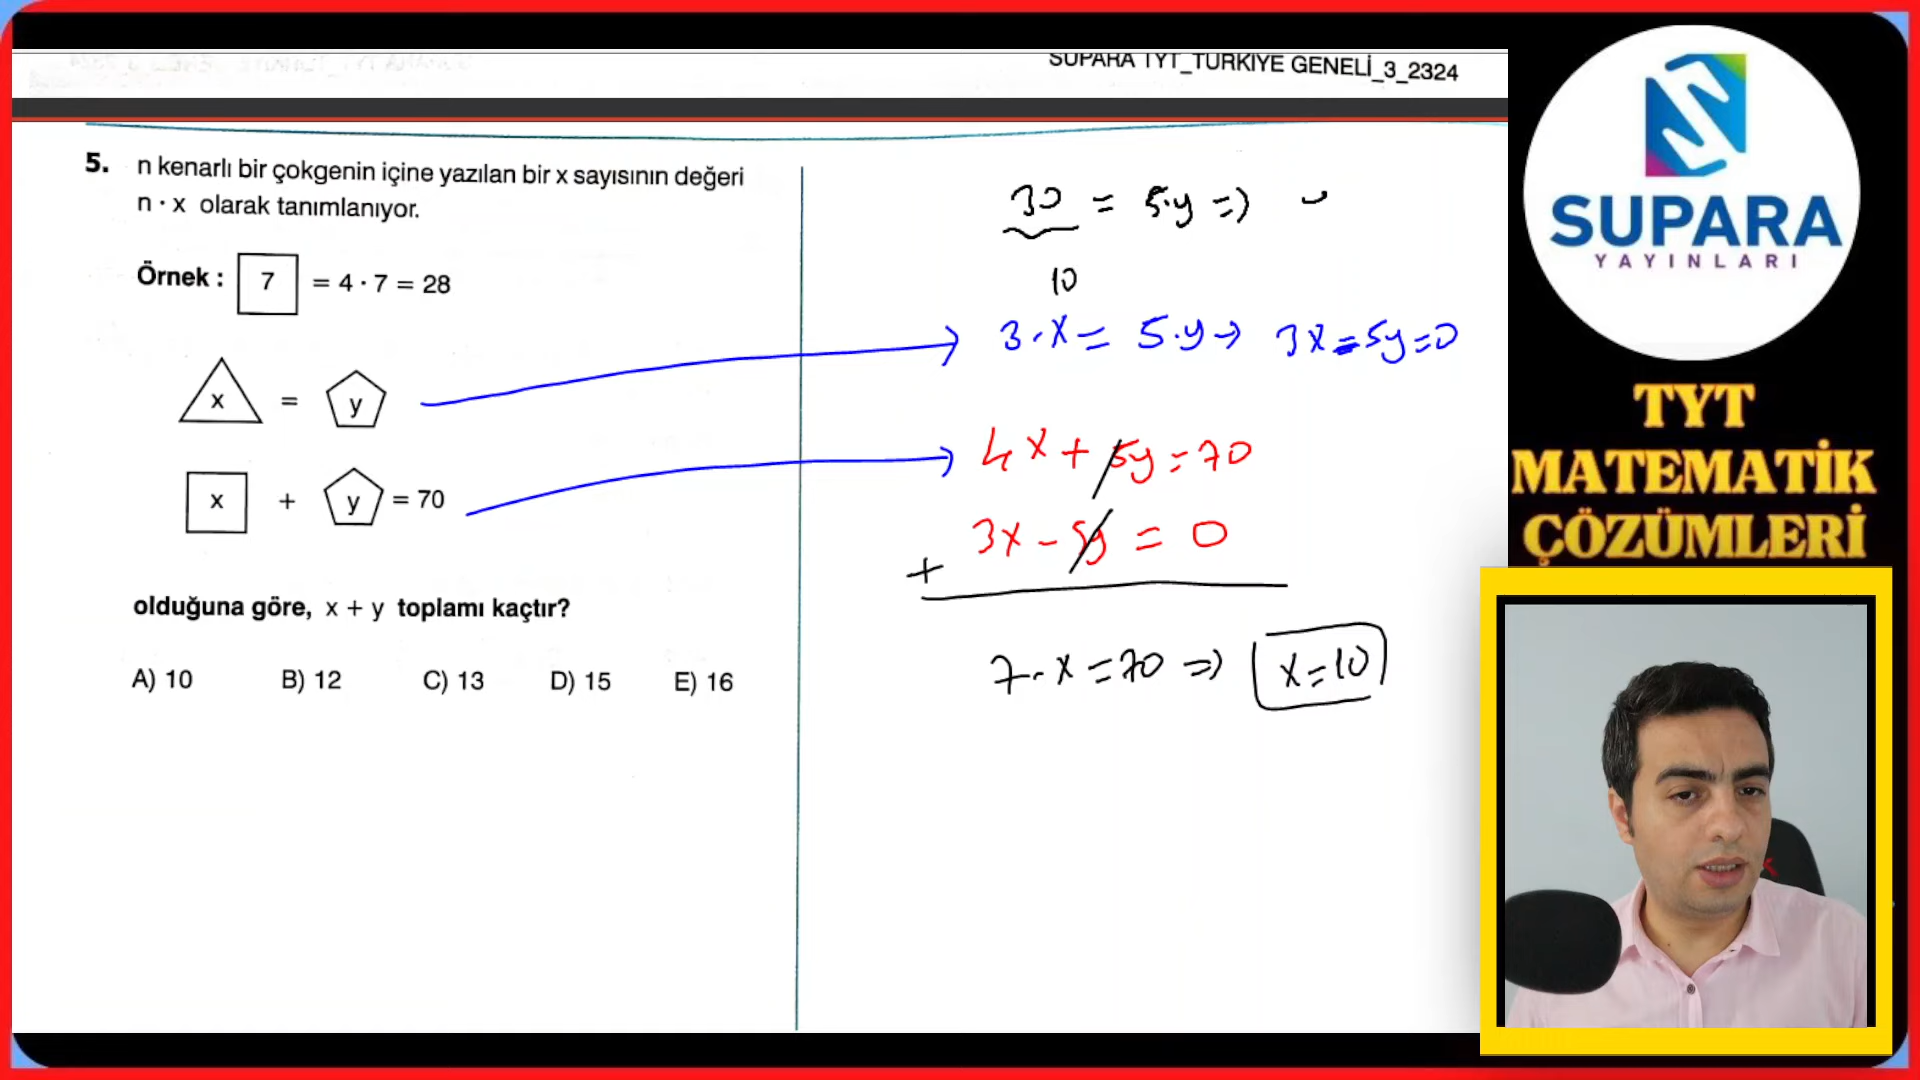 SUPARA TYT_TÜRKİYE GENELİ_3_2324
5. n kenarlı bir çokgenin içine yazılan bir x sayısının değeri
n · x olarak tanımlanıyor.
Örnek : 7 = 4 · 7 = 28
x = y
x + y = 70
olduğuna göre, x + y toplamı kaçtır?
A) 10 B) 12 C) 13 D) 15 E) 16
30 = 5·y ⇒
10
3·x = 5·y ⇒ 3x-5y=0
4x + 5y = 70
3x - 5y = 0
+
7·x = 70 ⇒ x=10
SUPARA
YAYINLARI
TYT
MATEMATİK
ÇÖZÜMLERİ